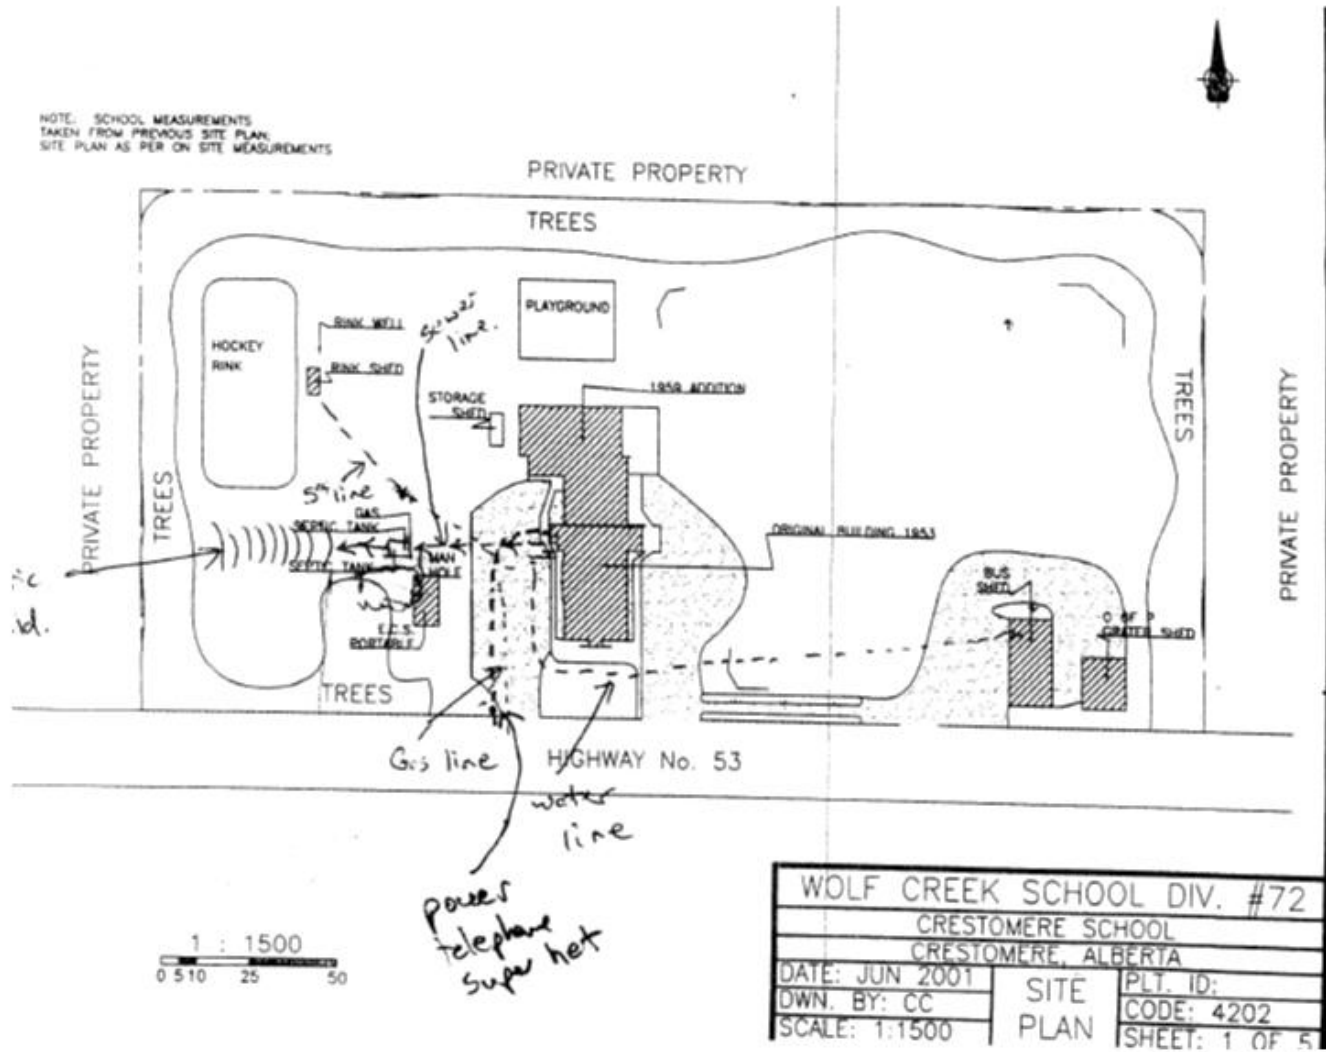 NOTE: SCHOOL MEASUREMENTS
TAKEN FROM PREVIOUS SITE PLAN;
SITE PLAN AS PER ON SITE MEASUREMENTS
PRIVATE PROPERTY
TREES
PLAYGROUND
RINK WELL
line.
HOCKEY
RINK
RINK SHED
1959 ADDITION
STORAGE
SHED
PRIVATE PROPERTY
TREES
TREES
PRIVATE PROPERTY
line
GAS
SEPTIC TANK
ORIGINAL BUILDING 1953
MAN
HOLE
SEPTIC TANK
BUS
SHED
E.C.S.
PORTABLE
GRATER SHED
TREES
Gas line
HIGHWAY No. 53
water
line
power
telephone
super net
1 : 1500
0 5 10 25 50
WOLF CREEK SCHOOL DIV. #72
CRESTOMERE SCHOOL
CRESTOMERE, ALBERTA
DATE: JUN 2001
DWN. BY: CC
SCALE: 1:1500
SITE
PLAN
PLT. ID:
CODE: 4202
SHEET: 1 OF 5